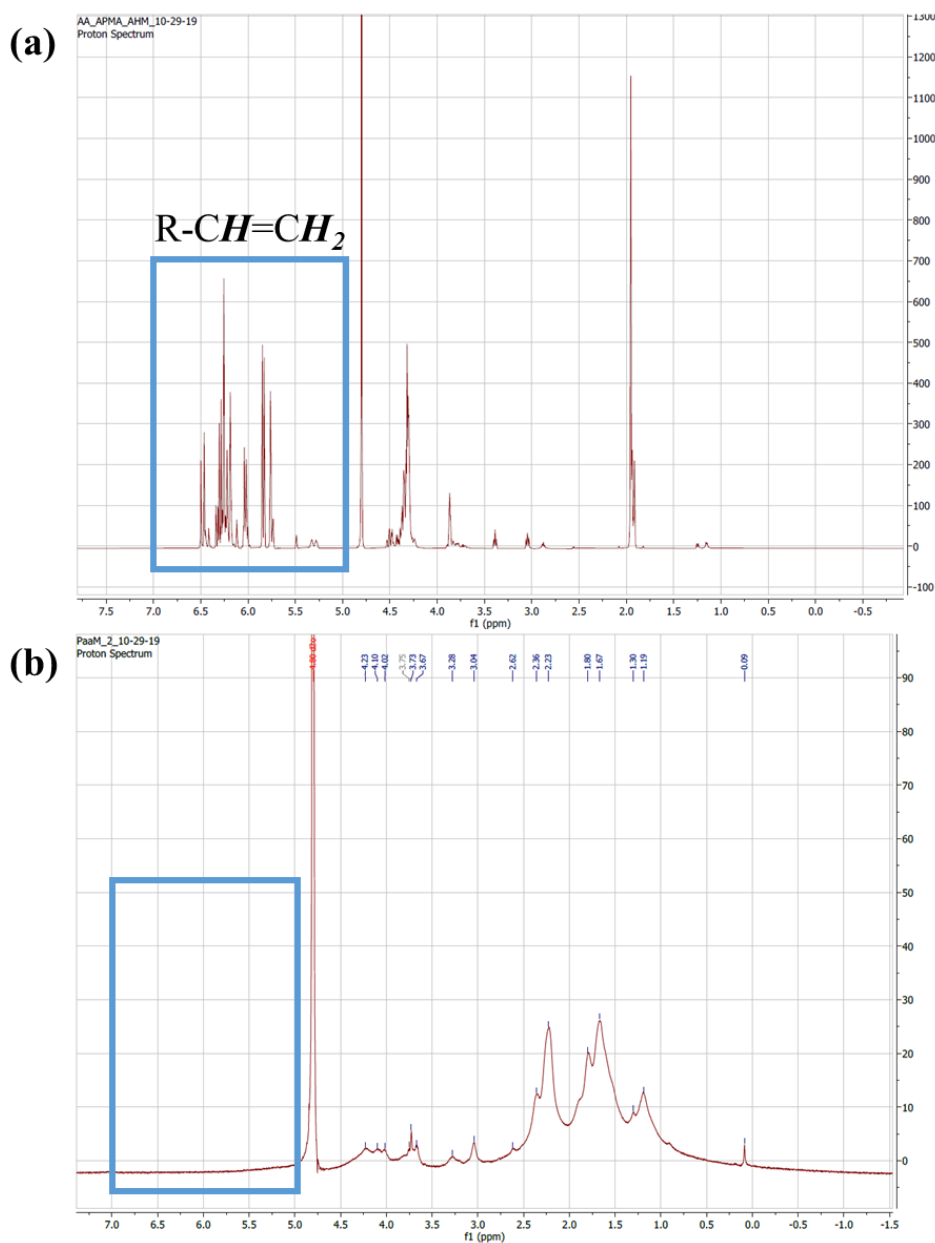 (a)
AA_APMA_AHM_10-29-19
Proton Spectrum
R-CH=CH2
1300
1200
1100
1000
900
800
700
600
500
400
300
200
100
0
-100
7.5 7.0 6.5 6.0 5.5 5.0 4.5 4.0 3.5 3.0 2.5 2.0 1.5 1.0 0.5 0.0 -0.5
f1 (ppm)
(b)
PaaM_2_10-29-19
Proton Spectrum
4.80 d2o 4.23 4.10 4.02 3.75 3.73 3.67 3.28 3.04 2.62 2.36 2.23 1.80 1.67 1.30 1.19 0.09
90
80
70
60
50
40
30
20
10
0
7.0 6.5 6.0 5.5 5.0 4.5 4.0 3.5 3.0 2.5 2.0 1.5 1.0 0.5 0.0 -0.5 -1.0 -1.5
f1 (ppm)